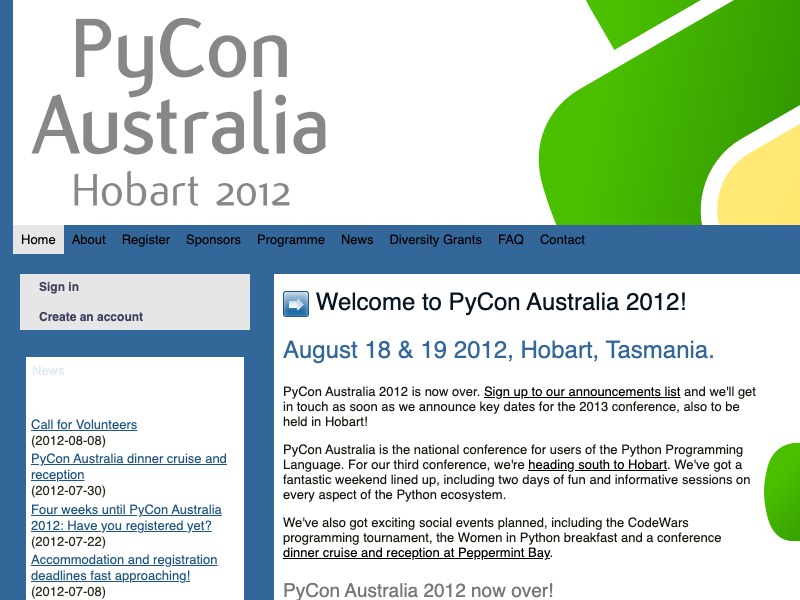 PyCon
Australia
Hobart 2012
Home About Register Sponsors Programme News Diversity Grants FAQ Contact
Sign in
Create an account
News
Call for Volunteers
(2012-08-08)
PyCon Australia dinner cruise and
reception
(2012-07-30)
Four weeks until PyCon Australia
2012: Have you registered yet?
(2012-07-22)
Accommodation and registration
deadlines fast approaching!
(2012-07-08)
Welcome to PyCon Australia 2012!
August 18 & 19 2012, Hobart, Tasmania.
PyCon Australia 2012 is now over. Sign up to our announcements list and we'll get
in touch as soon as we announce key dates for the 2013 conference, also to be
held in Hobart!
PyCon Australia is the national conference for users of the Python Programming
Language. For our third conference, we're heading south to Hobart. We've got a
fantastic weekend lined up, including two days of fun and informative sessions on
every aspect of the Python ecosystem.
We've also got exciting social events planned, including the CodeWars
programming tournament, the Women in Python breakfast and a conference
dinner cruise and reception at Peppermint Bay.
PyCon Australia 2012 now over!